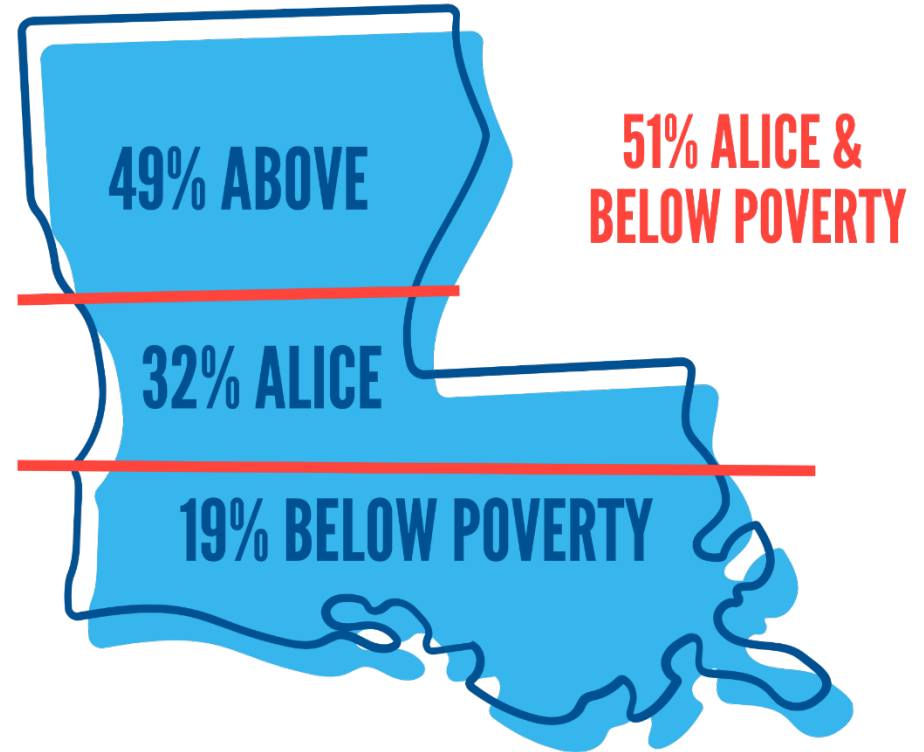 49% ABOVE
51% ALICE &
BELOW POVERTY
32% ALICE
19% BELOW POVERTY